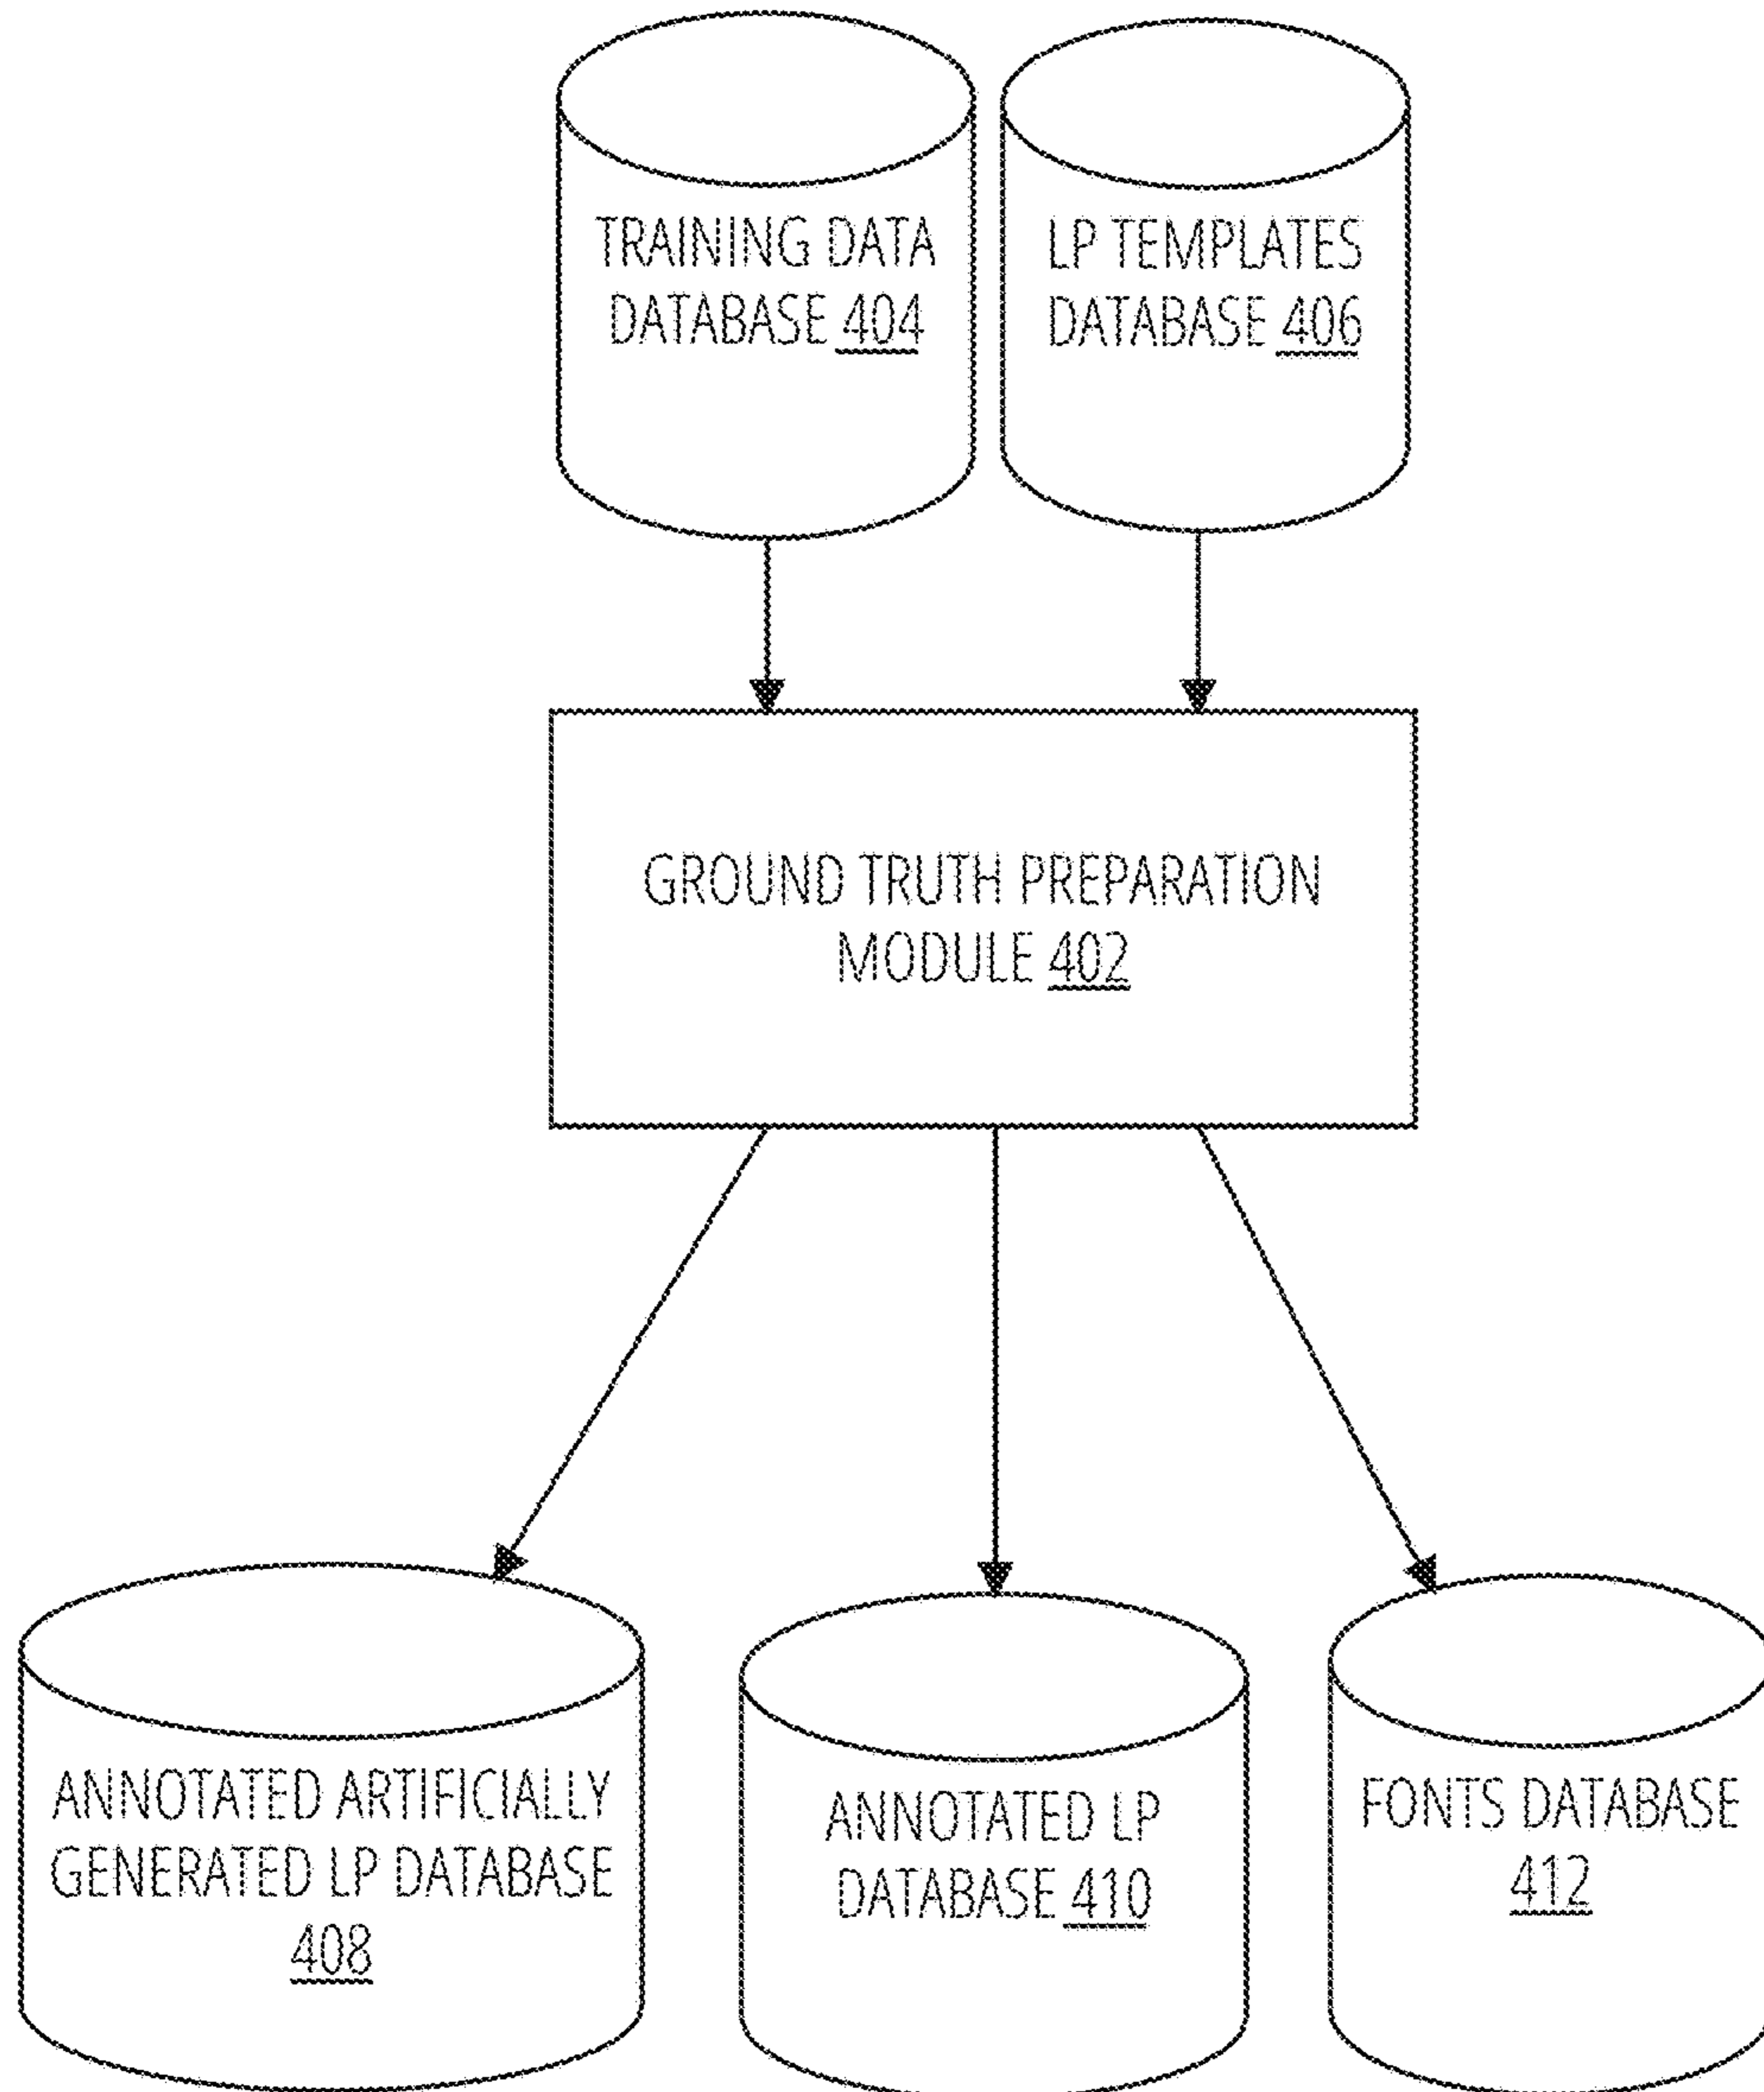 TRAINING DATA
DATABASE 404
LP TEMPLATES
DATABASE 406
GROUND TRUTH PREPARATION
MODULE 402
ANNOTATED ARTIFICIALLY
GENERATED LP DATABASE
408
ANNOTATED LP
DATABASE 410
FONTS DATABASE
412